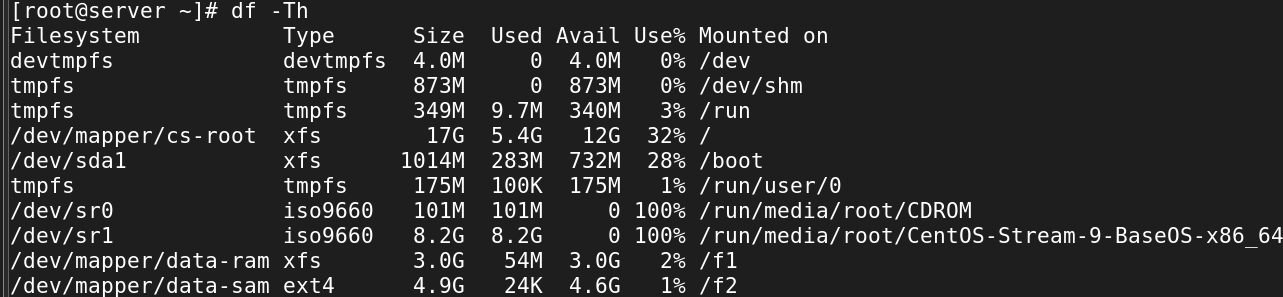 [root@server ~]# df -Th
Filesystem           Type      Size  Used Avail Use% Mounted on
devtmpfs             devtmpfs  4.0M     0  4.0M   0% /dev
tmpfs                tmpfs     873M     0  873M   0% /dev/shm
tmpfs                tmpfs     349M  9.7M  340M   3% /run
/dev/mapper/cs-root  xfs        17G  5.4G   12G  32% /
/dev/sda1            xfs      1014M  283M  732M  28% /boot
tmpfs                tmpfs     175M  100K  175M   1% /run/user/0
/dev/sr0             iso9660   101M  101M     0 100% /run/media/root/CDROM
/dev/sr1             iso9660   8.2G  8.2G     0 100% /run/media/root/CentOS-Stream-9-BaseOS-x86_64
/dev/mapper/data-ram xfs       3.0G   54M  3.0G   2% /f1
/dev/mapper/data-sam ext4      4.9G   24K  4.6G   1% /f2